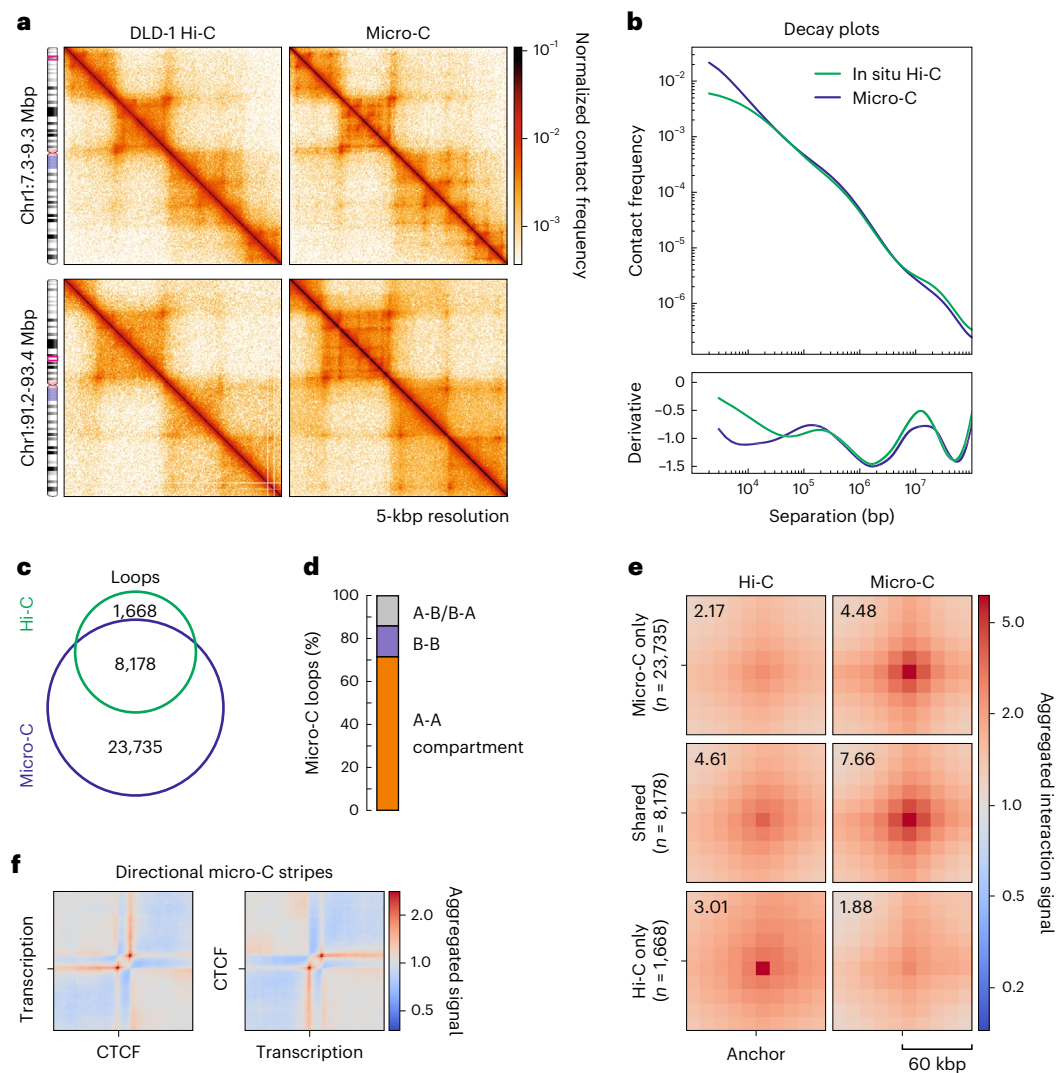 a
DLD-1 Hi-C
Micro-C
Chr1:7.3-9.3 Mbp
Chr1:91.2-93.4 Mbp
10⁻¹
10⁻²
10⁻³
Normalized contact frequency
5-kbp resolution
b
Decay plots
In situ Hi-C
Micro-C
Contact frequency
10⁻²
10⁻³
10⁻⁴
10⁻⁵
10⁻⁶
Derivative
0
−0.5
−1.0
−1.5
10⁴
10⁵
10⁶
10⁷
Separation (bp)
c
Loops
Hi-C
Micro-C
1,668
8,178
23,735
d
Micro-C loops (%)
100
80
60
40
20
0
A-B/B-A
B-B
A-A
compartment
e
Hi-C
Micro-C
Micro-C only
(n = 23,735)
2.17
4.48
Shared
(n = 8,178)
4.61
7.66
Hi-C only
(n = 1,668)
3.01
1.88
Anchor
60 kbp
5.0
2.0
1.0
0.5
0.2
Aggregated interaction signal
f
Directional micro-C stripes
Transcription
CTCF
CTCF
Transcription
2.0
1.0
0.5
Aggregated signal